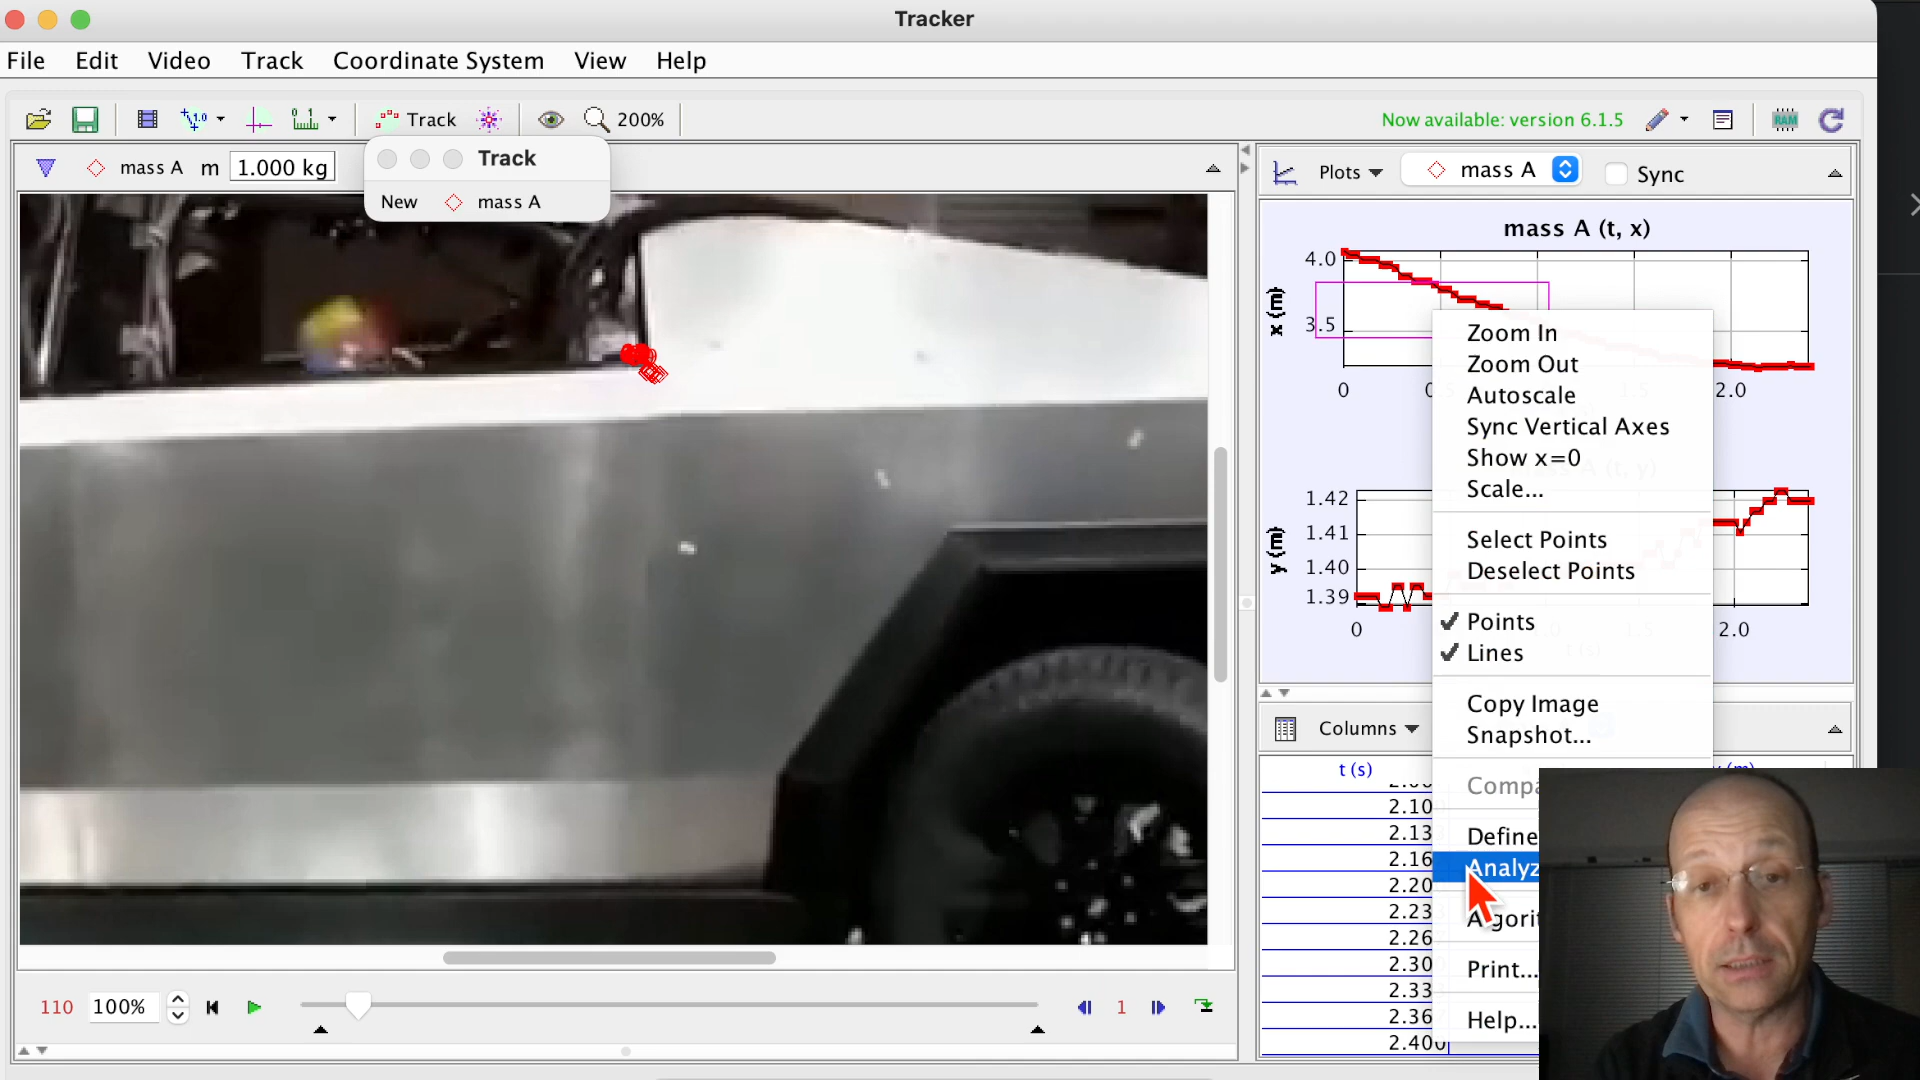 Tracker
File Edit Video Track Coordinate System View Help
Track 200% Now available: version 6.1.5 RAM
mass A m 1.000 kg
Track
New mass A
Plots mass A Sync
mass A (t, x)
4.0
3.5
x (m)
0 2.0
Zoom In
Zoom Out
Autoscale
Sync Vertical Axes
Show x=0
Scale...
Select Points
Deselect Points
Points
Lines
Copy Image
Snapshot...
Define
Analyz
Print...
Help...
1.42
1.41
1.40
1.39
y (m)
0 2.0
Columns
t (s)
2.10
2.13
2.16
2.20
2.23
2.26
2.30
2.33
2.36
2.400
110 100% 1